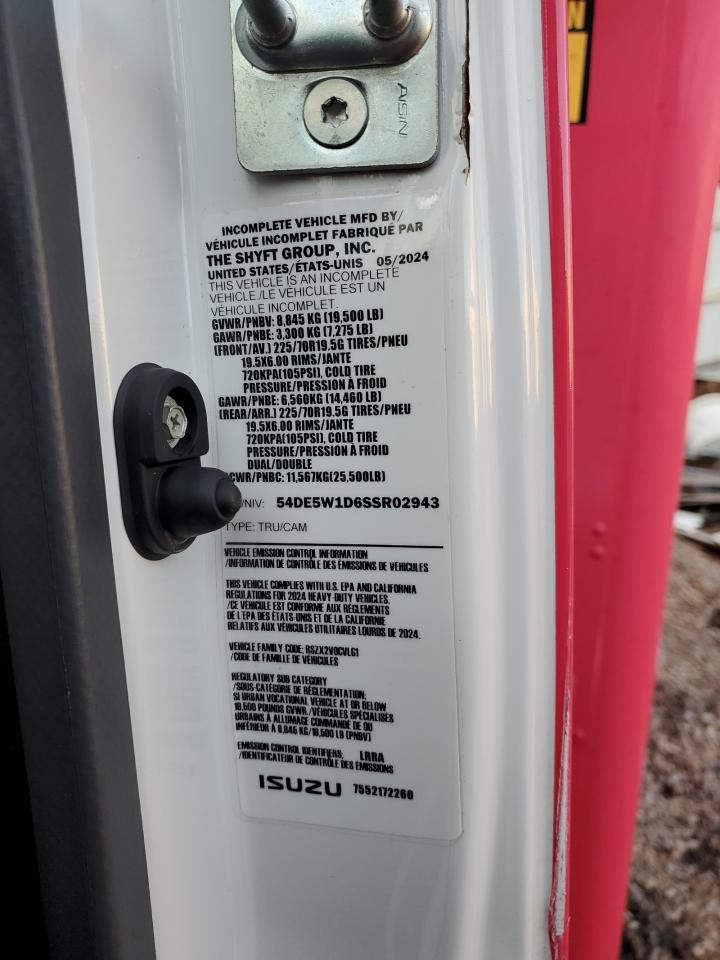 AISIN
N
INCOMPLETE VEHICLE MFD BY/
VÉHICULE INCOMPLET FABRIQUÉ PAR
THE SHYFT GROUP, INC.
UNITED STATES/ÉTATS-UNIS 05/2024
THIS VEHICLE IS AN INCOMPLETE
VEHICLE./LE VÉHICULE EST UN
VÉHICULE INCOMPLET.
GVWR/PNBV: 8,845 KG (19,500 LB)
GAWR/PNBE: 3,300 KG (7,275 LB)
(FRONT/AV.) 225/70R19.5G TIRES/PNEU
19.5X6.00 RIMS/JANTE
720KPA(105PSI), COLD TIRE
PRESSURE/PRESSION À FROID
GAWR/PNBE: 6,560KG (14,460 LB)
(REAR/ARR.) 225/70R19.5G TIRES/PNEU
19.5X6.00 RIMS/JANTE
720KPA(105PSI), COLD TIRE
PRESSURE/PRESSION À FROID
DUAL/DOUBLE
CWR/PNBC: 11,567KG(25,500LB)
/NIV: 54DE5W1D6SSR02943
TYPE: TRU/CAM
VEHICLE EMISSION CONTROL INFORMATION
/INFORMATION DE CONTRÔLE DES ÉMISSIONS DE VÉHICULES
THIS VEHICLE COMPLIES WITH U.S. EPA AND CALIFORNIA
REGULATIONS FOR 2024 HEAVY-DUTY VEHICLES.
/CE VÉHICULE EST CONFORME AUX RÈGLEMENTS
DE L'EPA DES ÉTATS-UNIS ET DE LA CALIFORNIE
RELATIFS AUX VÉHICULES UTILITAIRES LOURDS DE 2024.
VEHICLE FAMILY CODE: RSZX2VOCVLG1
/CODE DE FAMILLE DE VÉHICULES
REGULATORY SUB CATEGORY
/SOUS-CATÉGORIE DE RÉGLEMENTATION:
SI URBAN VOCATIONAL VEHICLE AT OR BELOW
19,500 POUNDS GVWR /VÉHICULES SPÉCIALISÉS
URBAINS À ALLUMAGE COMMANDÉ DE OU
INFÉRIEUR À 8,845 KG/19,500 LB (PNBV)
EMISSION CONTROL IDENTIFIERS: LRRA
/IDENTIFICATEUR DE CONTRÔLE DES ÉMISSIONS
ISUZU 7552172260